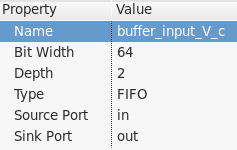 Property Value
Name buffer_input_V_c
Bit Width 64
Depth 2
Type FIFO
Source Port in
Sink Port out